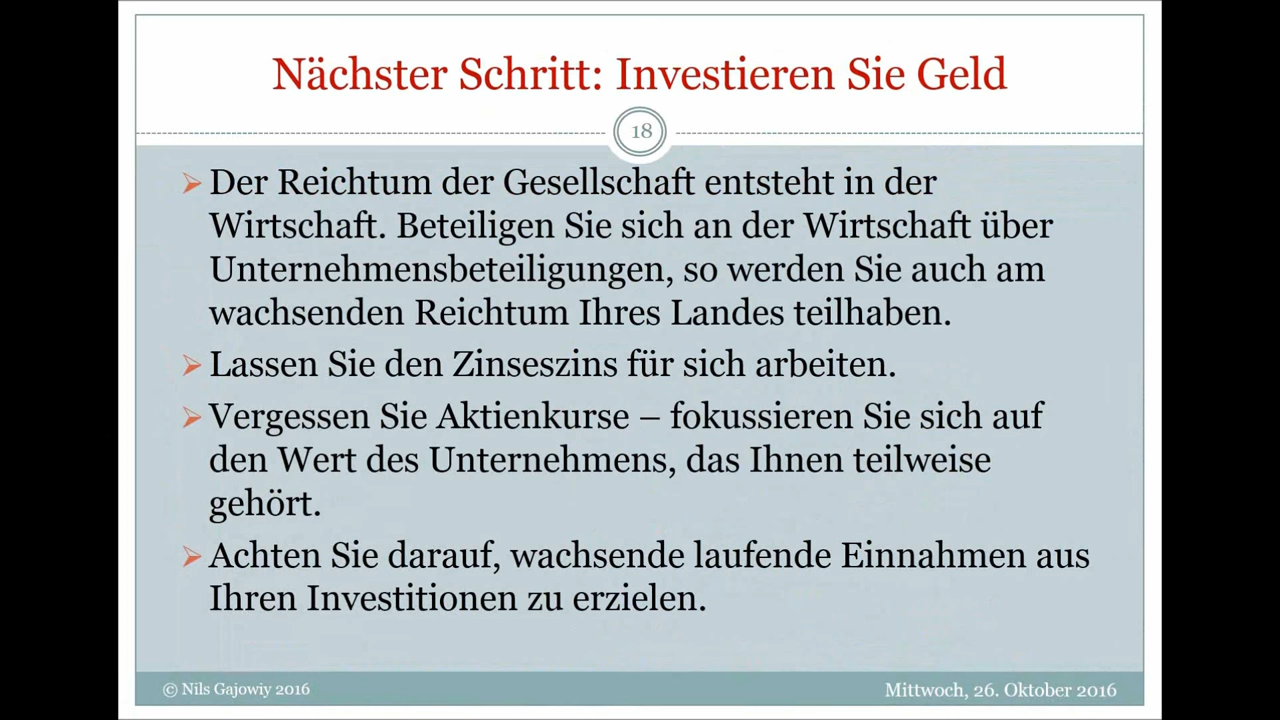 Nächster Schritt: Investieren Sie Geld
18
Der Reichtum der Gesellschaft entsteht in der
Wirtschaft. Beteiligen Sie sich an der Wirtschaft über
Unternehmensbeteiligungen, so werden Sie auch am
wachsenden Reichtum Ihres Landes teilhaben.
Lassen Sie den Zinseszins für sich arbeiten.
Vergessen Sie Aktienkurse – fokussieren Sie sich auf
den Wert des Unternehmens, das Ihnen teilweise
gehört.
Achten Sie darauf, wachsende laufende Einnahmen aus
Ihren Investitionen zu erzielen.
© Nils Gajowiy 2016
Mittwoch, 26. Oktober 2016